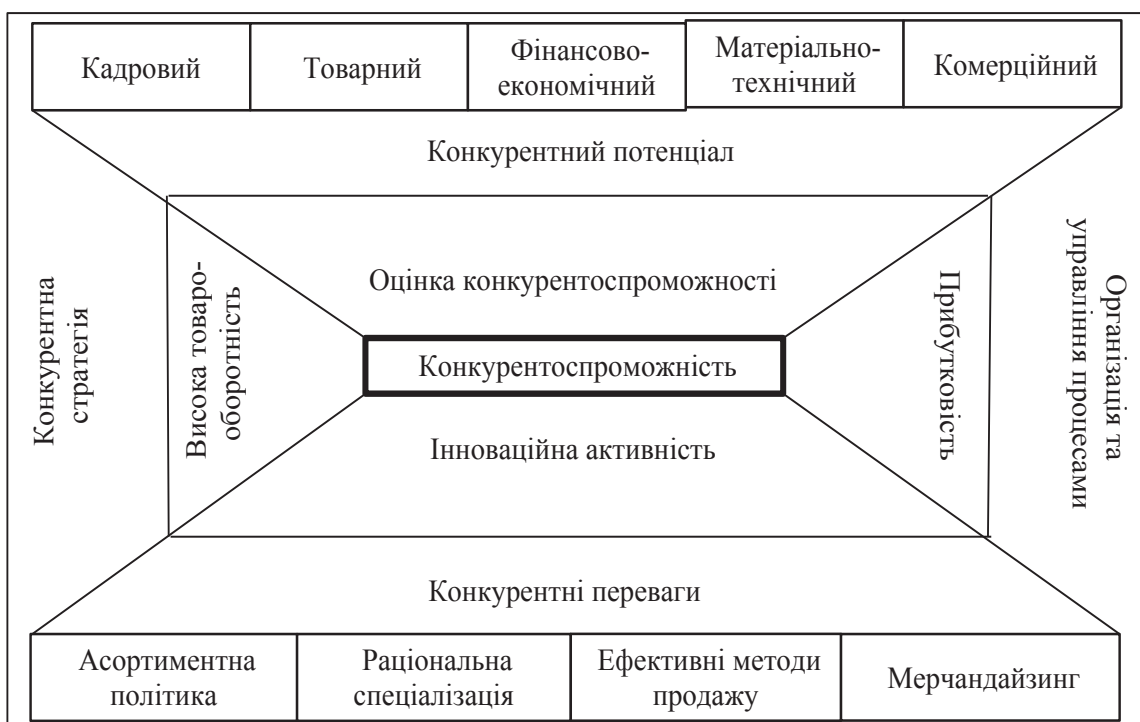 Кадровий
Товарний
Фінансово-
економічний
Матеріально-
технічний
Комерційний
Конкурентний потенціал
Конкурентна
стратегія
Висока товаро-
оборотність
Оцінка конкурентоспроможності
Конкурентоспроможність
Інноваційна активність
Прибутковість
Організація та
управління процесами
Конкурентні переваги
Асортиментна
політика
Раціональна
спеціалізація
Ефективні методи
продажу
Мерчандайзинг